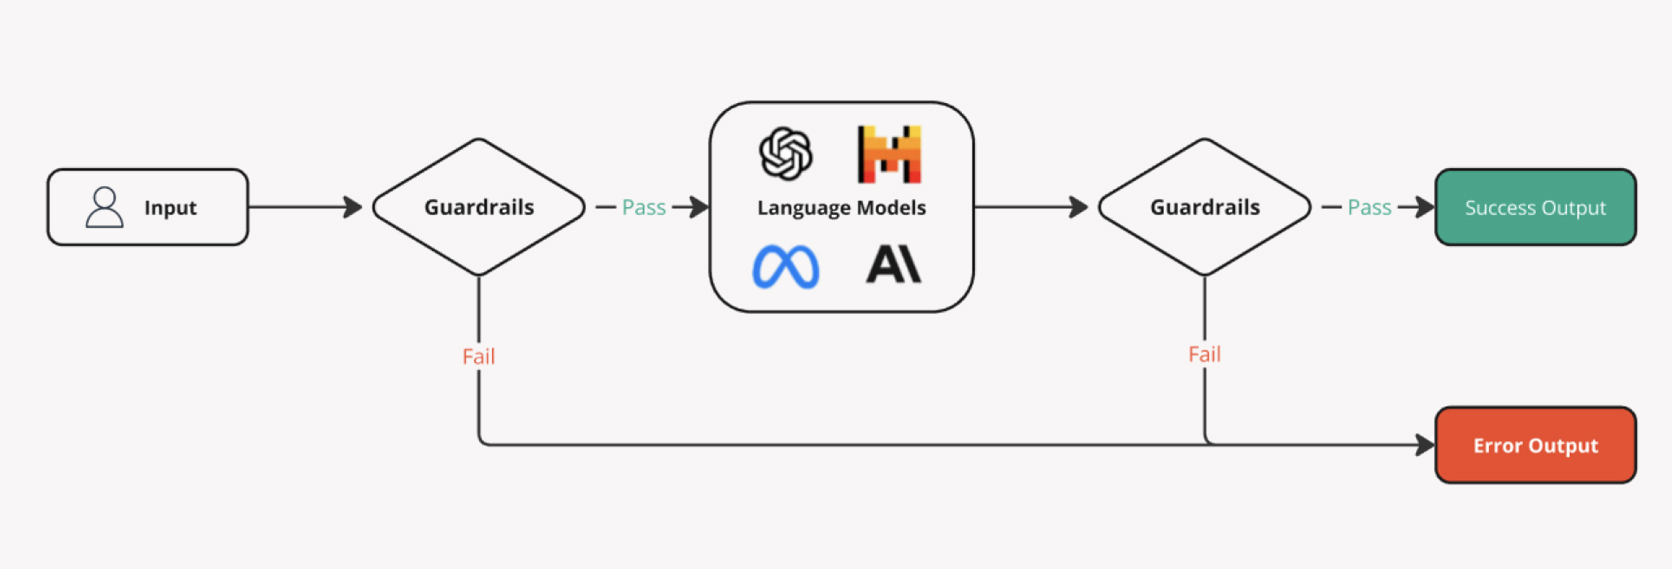 Input
Guardrails
Pass
Language Models
Guardrails
Pass
Success Output
Fail
Fail
Error Output